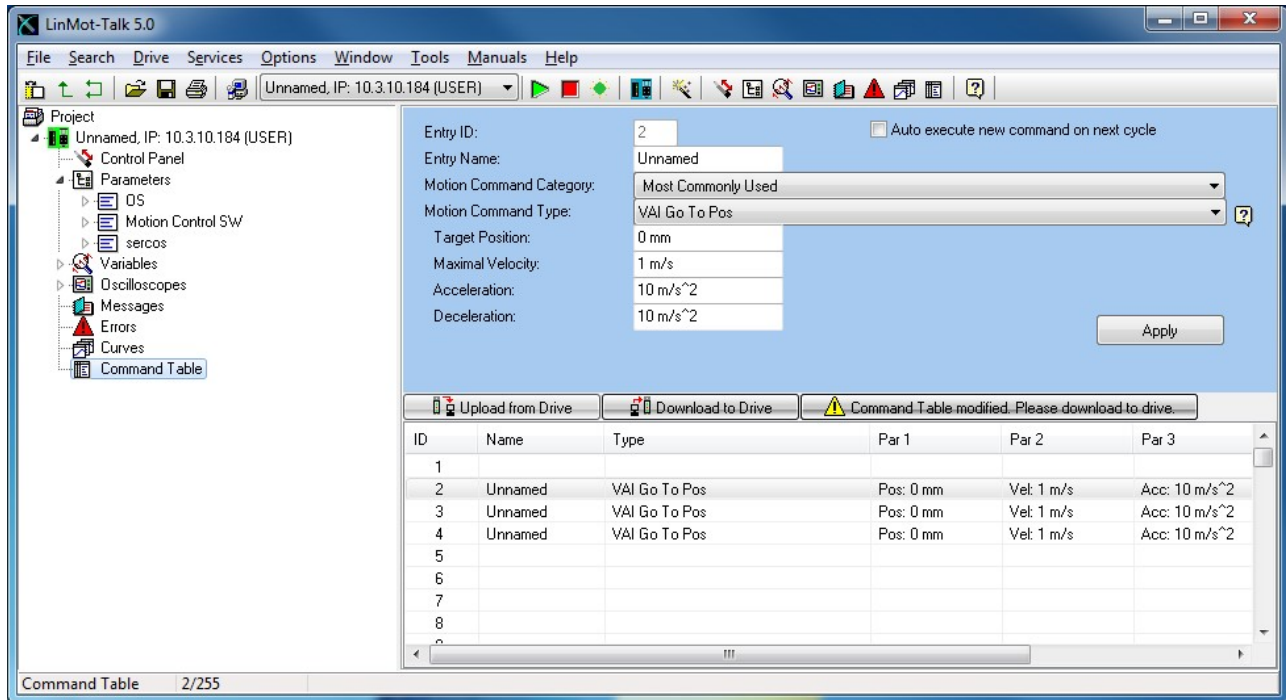 LinMot-Talk 5.0
File Search Drive Services Options Window Tools Manuals Help
Unnamed, IP: 10.3.10.184 (USER)
Project
Unnamed, IP: 10.3.10.184 (USER)
Control Panel
Parameters
OS
Motion Control SW
sercos
Variables
Oscilloscopes
Messages
Errors
Curves
Command Table
Entry ID: 2 Auto execute new command on next cycle
Entry Name: Unnamed
Motion Command Category: Most Commonly Used
Motion Command Type: VAI Go To Pos
Target Position: 0 mm
Maximal Velocity: 1 m/s
Acceleration: 10 m/s^2
Deceleration: 10 m/s^2
Apply
Upload from Drive Download to Drive Command Table modified. Please download to drive.
ID Name Type Par 1 Par 2 Par 3
1
2 Unnamed VAI Go To Pos Pos: 0 mm Vel: 1 m/s Acc: 10 m/s^2
3 Unnamed VAI Go To Pos Pos: 0 mm Vel: 1 m/s Acc: 10 m/s^2
4 Unnamed VAI Go To Pos Pos: 0 mm Vel: 1 m/s Acc: 10 m/s^2
5
6
7
8
Command Table 2/255